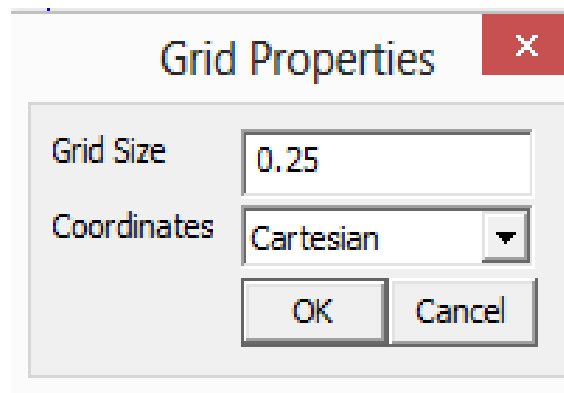 Grid Properties
Grid Size
0.25
Coordinates
Cartesian
OK
Cancel